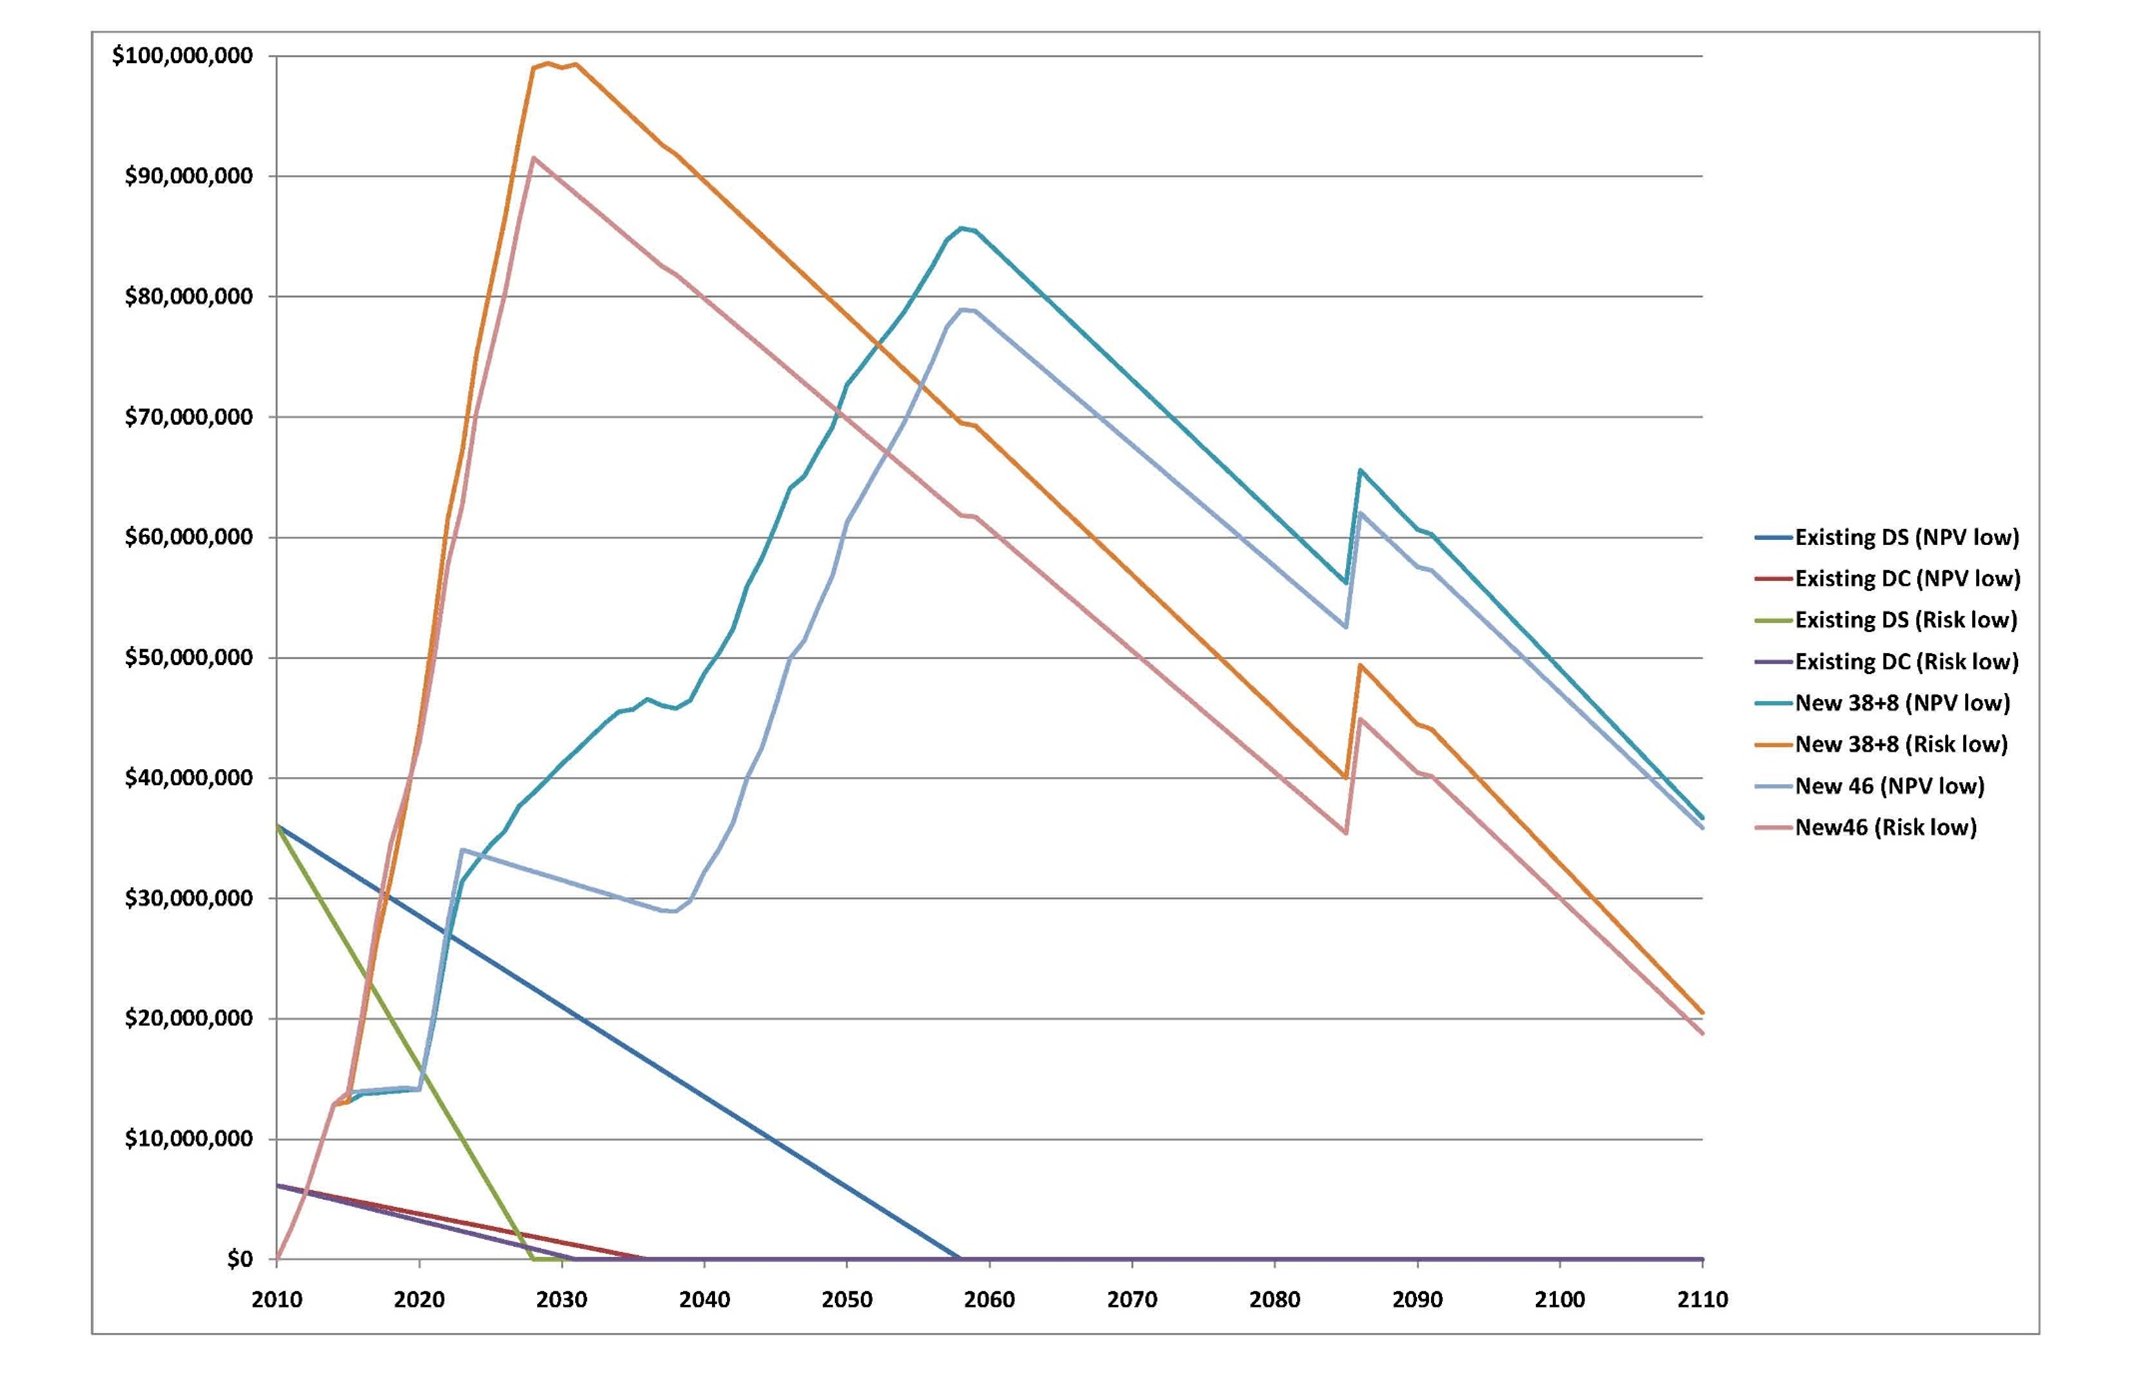 $100,000,000
$90,000,000
$80,000,000
$70,000,000
$60,000,000
$50,000,000
$40,000,000
$30,000,000
$20,000,000
$10,000,000
$0
2010 2020 2030 2040 2050 2060 2070 2080 2090 2100 2110
Existing DS (NPV low)
Existing DC (NPV low)
Existing DS (Risk low)
Existing DC (Risk low)
New 38+8 (NPV low)
New 38+8 (Risk low)
New 46 (NPV low)
New46 (Risk low)